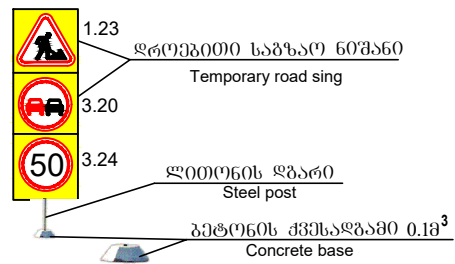 1.23
დროებითი საგზაო ნიშანი
Temporary road sing
3.20
50
3.24
ლითონის დგარი
Steel post
ბეტონის ქვესადგამი 0.1მ³
Concrete base